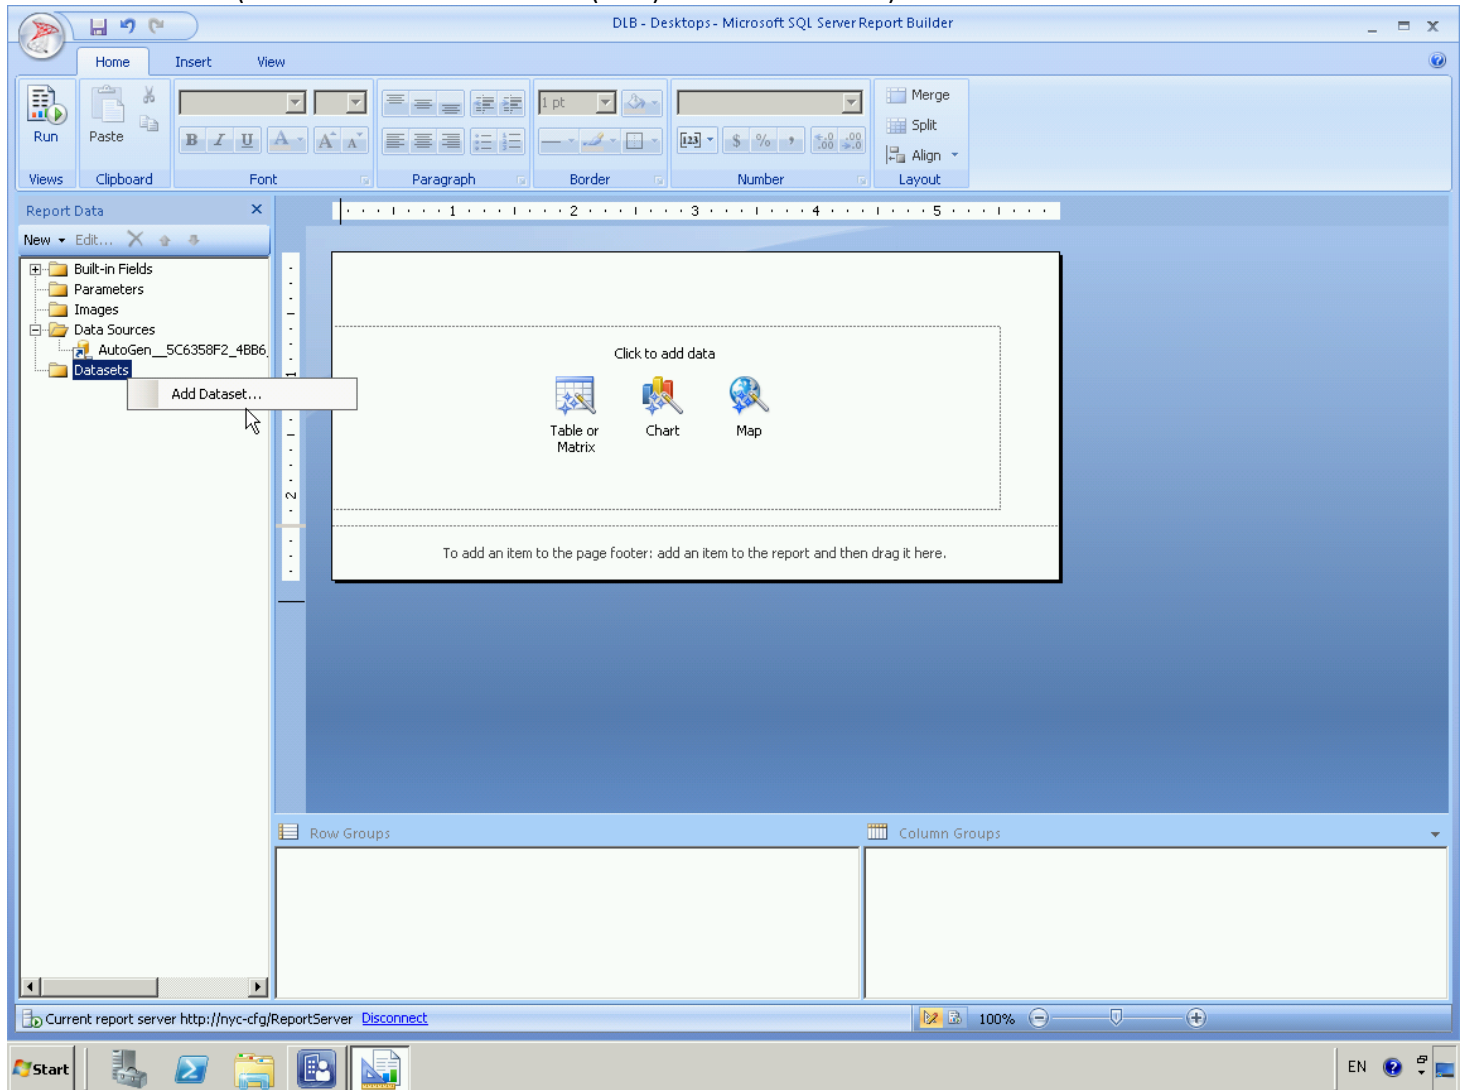 DLB - Desktops - Microsoft SQL Server Report Builder
Home Insert View
Run
Paste
1 pt
B I U A A A
[123] $ % ,
Merge
Split
Align
Views Clipboard Font Paragraph Border Number Layout
Report Data
1 2 3 4 5
New Edit...
Built-in Fields
Parameters
Images
Data Sources
AutoGen__5C6358F2_4BB6
Datasets
Add Dataset...
1
2
Click to add data
Table or
Matrix
Chart
Map
To add an item to the page footer: add an item to the report and then drag it here.
Row Groups
Column Groups
Current report server http://nyc-cfg/ReportServer Disconnect
100%
Start
EN